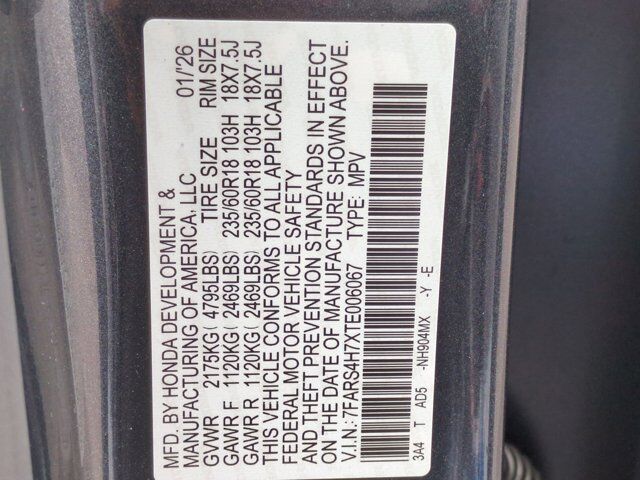 MFD. BY HONDA DEVELOPMENT &
MANUFACTURING OF AMERICA, LLC 01/'26
GVWR 2175KG( 4795LBS) TIRE SIZE RIM SIZE
GAWR F 1120KG( 2469LBS) 235/60R18 103H 18X7.5J
GAWR R 1120KG( 2469LBS) 235/60R18 103H 18X7.5J
THIS VEHICLE CONFORMS TO ALL APPLICABLE
FEDERAL MOTOR VEHICLE SAFETY
AND THEFT PREVENTION STANDARDS IN EFFECT
ON THE DATE OF MANUFACTURE SHOWN ABOVE.
V.I.N.: 7FARS4H7XTE006067 TYPE: MPV
3A4 T AD5 -NH904MX -Y -E